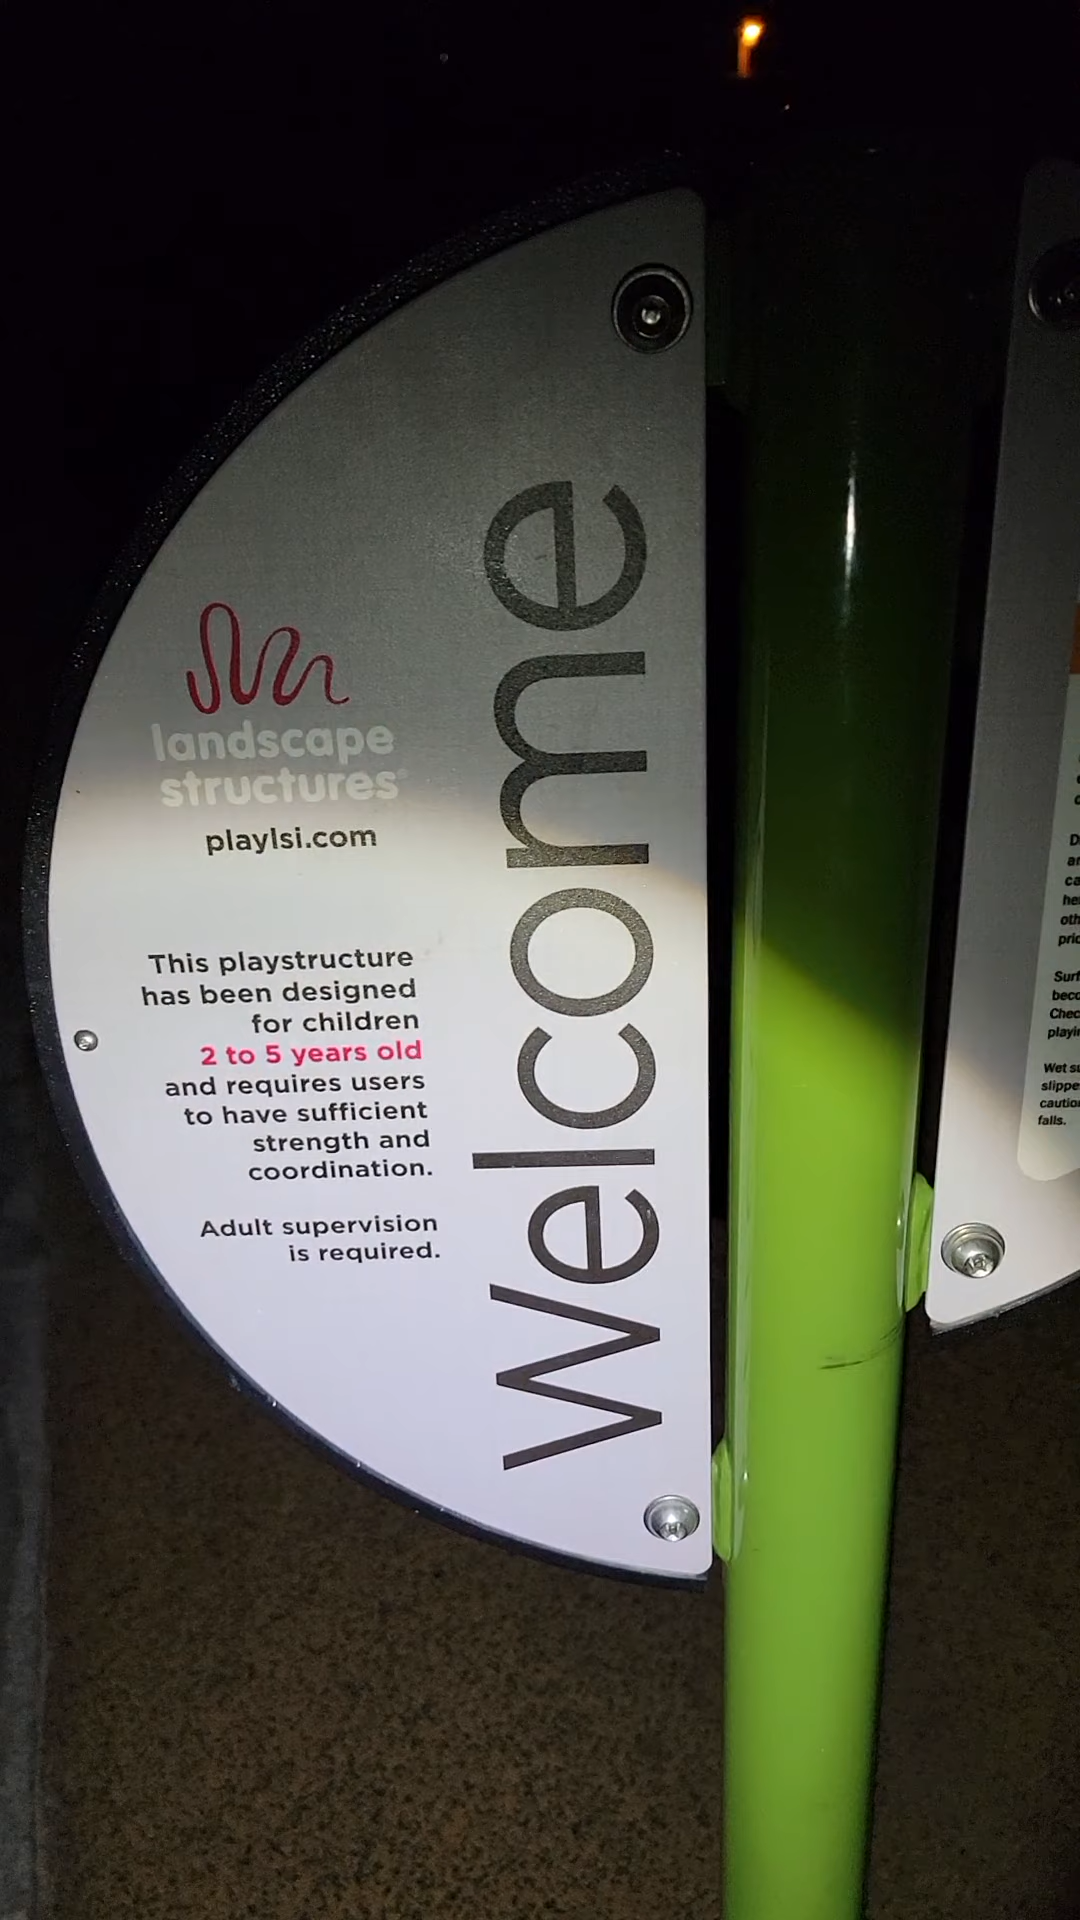 landscape
structures
playlsi.com
This playstructure
has been designed
for children
2 to 5 years old
and requires users
to have sufficient
strength and
coordination.
Adult supervision
is required.
welcome
falls.